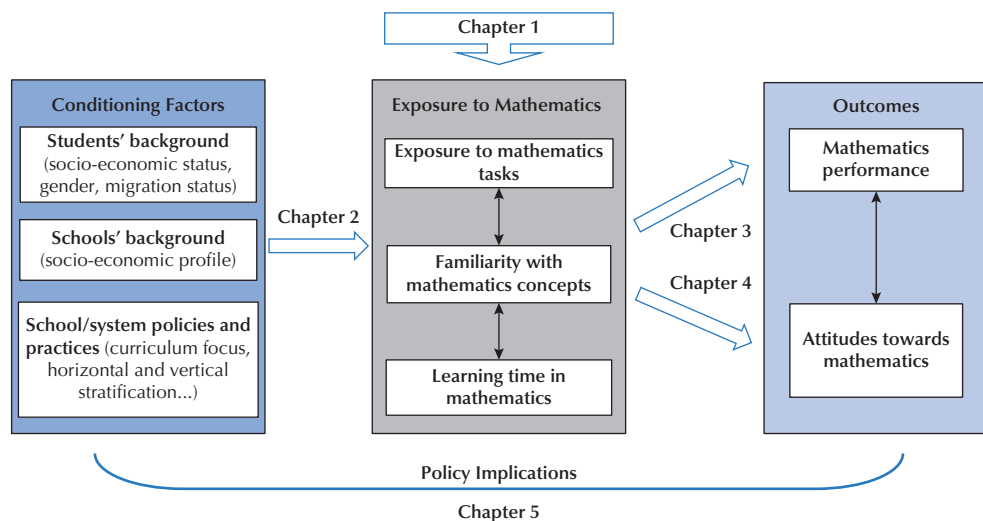 Chapter 1
Conditioning Factors
Students’ background
(socio-economic status,
gender, migration status)
Schools’ background
(socio-economic profile)
School/system policies and
practices (curriculum focus,
horizontal and vertical
stratification...)
Chapter 2
Exposure to Mathematics
Exposure to mathematics
tasks
Familiarity with
mathematics concepts
Learning time in
mathematics
Chapter 3
Chapter 4
Outcomes
Mathematics
performance
Attitudes towards
mathematics
Policy Implications
Chapter 5